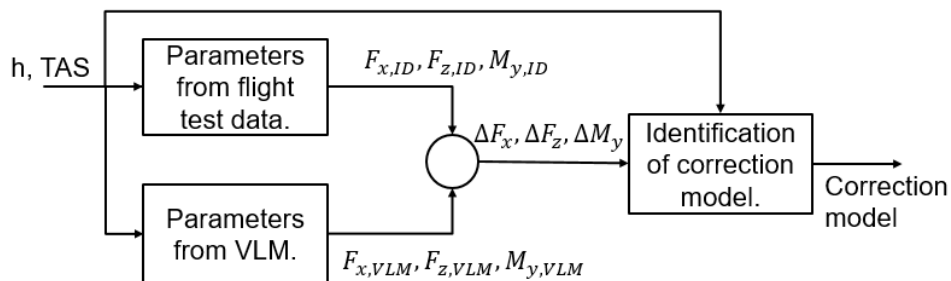 h, TAS
Parameters
from flight
test data.
F_{x,ID}, F_{z,ID}, M_{y,ID}
ΔF_x, ΔF_z, ΔM_y
Identification
of correction
model.
Correction
model
Parameters
from VLM.
F_{x,VLM}, F_{z,VLM}, M_{y,VLM}